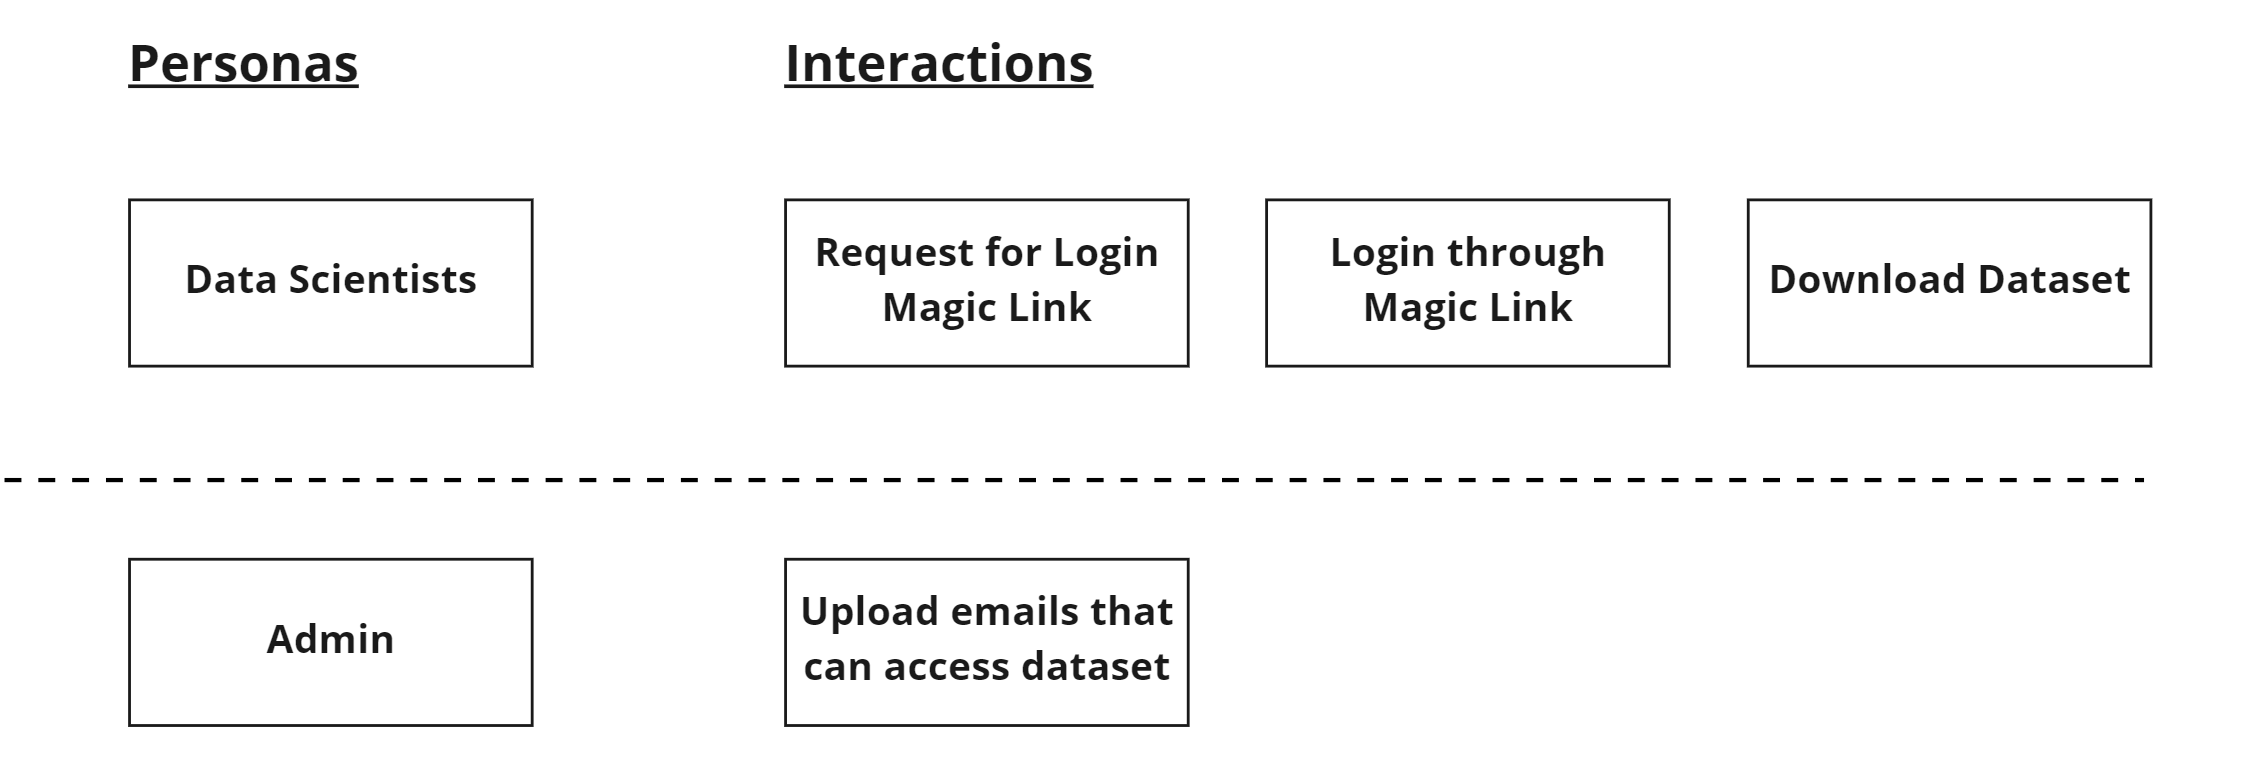 Personas
Interactions
Data Scientists
Request for Login
Magic Link
Login through
Magic Link
Download Dataset
Admin
Upload emails that
can access dataset